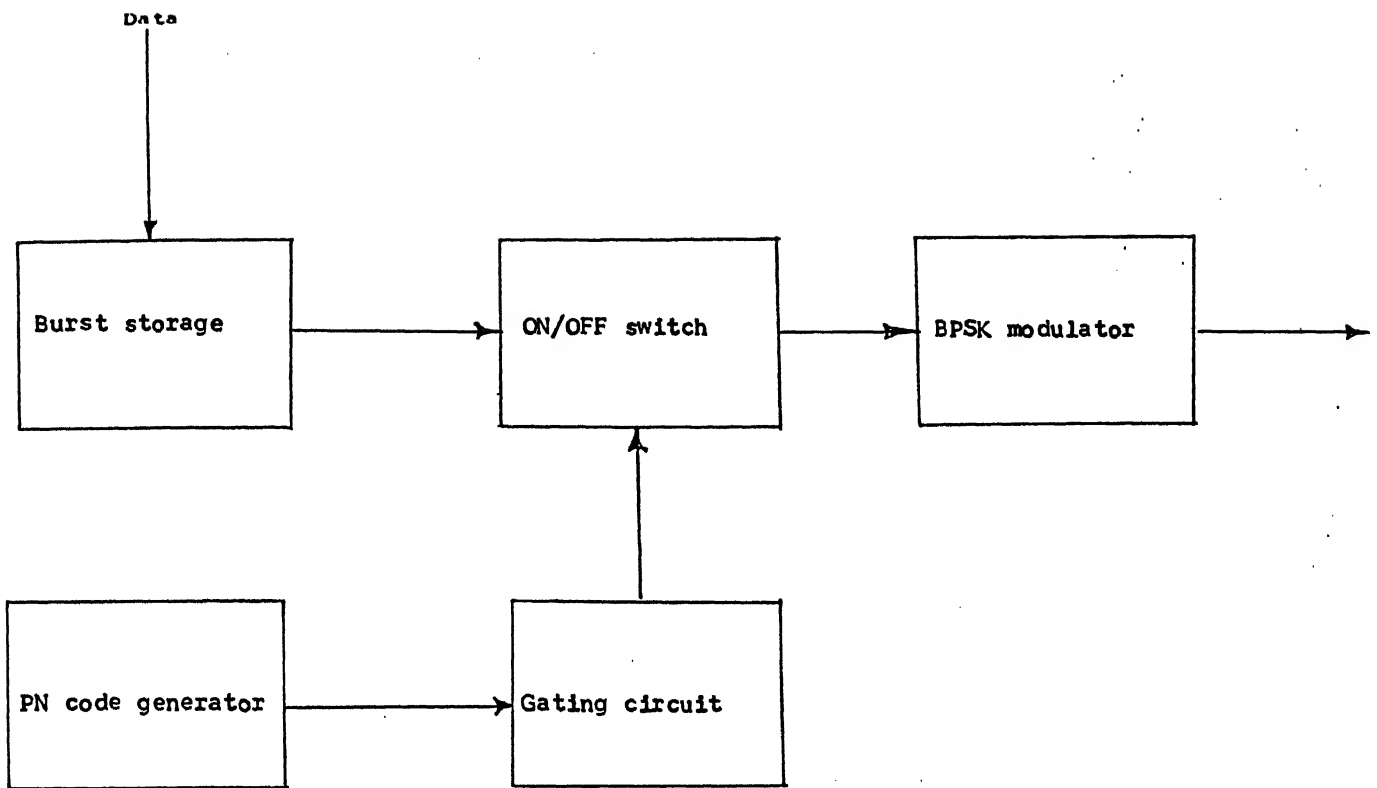 Data
Burst storage
ON/OFF switch
BPSK modulator
PN code generator
Gating circuit